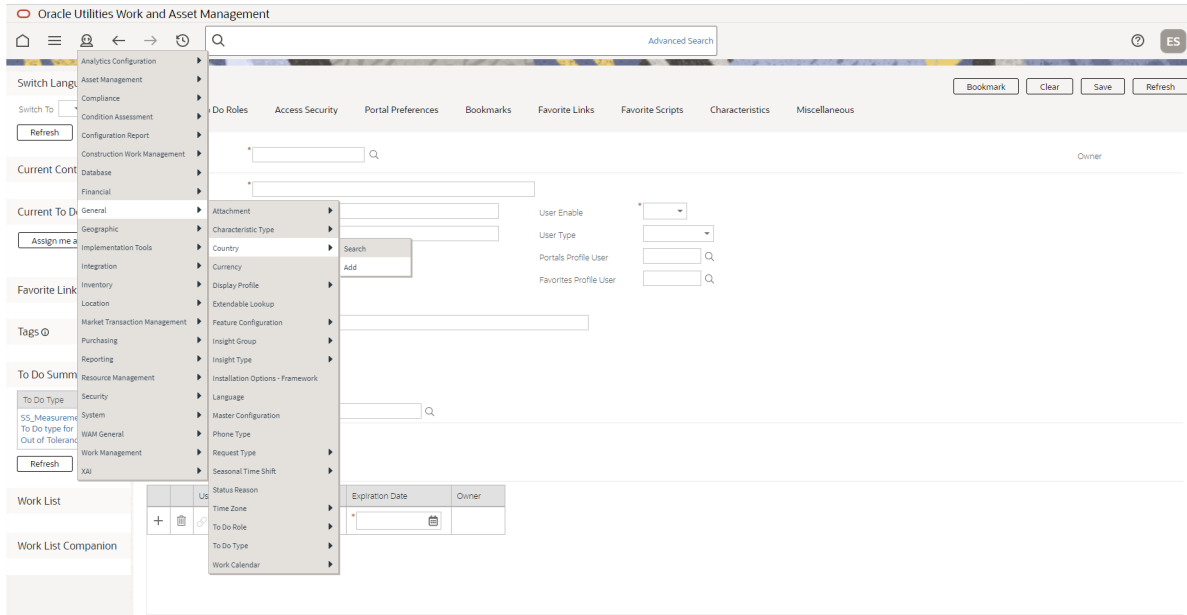 Oracle Utilities Work and Asset Management
Advanced Search
ES
Bookmark Clear Save Refresh
Switch Langu
Switch To
Refresh
Current Cont
Current To D
Assign me a
Favorite Link
Tags
To Do Summ
To Do Type
SS_Measureme
To Do type for
Out of Toleranc
Refresh
Work List
Work List Companion
Analytics Configuration
Asset Management
Compliance
Condition Assessment
Configuration Report
Construction Work Management
Database
Financial
General
Geographic
Implementation Tools
Integration
Inventory
Location
Market Transaction Management
Purchasing
Reporting
Resource Management
Security
System
WAM General
Work Management
XAI
Attachment
Characteristic Type
Country
Currency
Display Profile
Extendable Lookup
Feature Configuration
Insight Group
Insight Type
Installation Options - Framework
Language
Master Configuration
Phone Type
Request Type
Seasonal Time Shift
Status Reason
Time Zone
To Do Role
To Do Type
Work Calendar
Search
Add
Do Roles Access Security Portal Preferences Bookmarks Favorite Links Favorite Scripts Characteristics Miscellaneous
*
Owner
*
User Enable *
User Type
Portals Profile User
Favorites Profile User
Us Expiration Date Owner
*